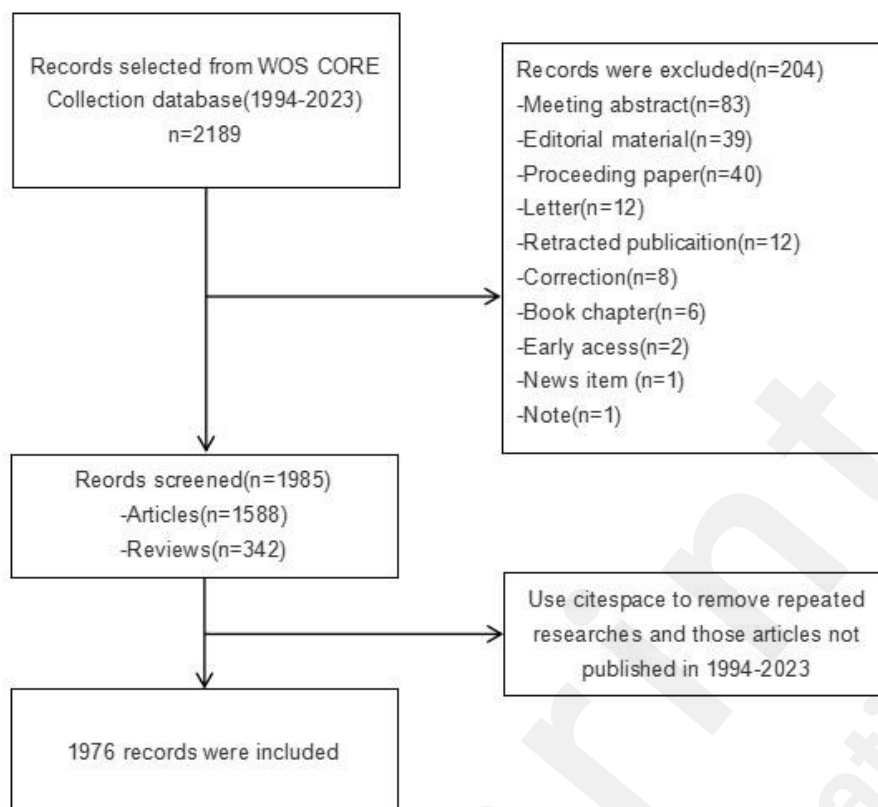 Records selected from WOS CORE
Collection database(1994-2023)
n=2189
Records were excluded(n=204)
-Meeting abstract(n=83)
-Editorial material(n=39)
-Proceeding paper(n=40)
-Letter(n=12)
-Retracted publicaition(n=12)
-Correction(n=8)
-Book chapter(n=6)
-Early acess(n=2)
-News item (n=1)
-Note(n=1)
Reords screened(n=1985)
-Articles(n=1588)
-Reviews(n=342)
Use citespace to remove repeated
researches and those articles not
published in 1994-2023
1976 records were included